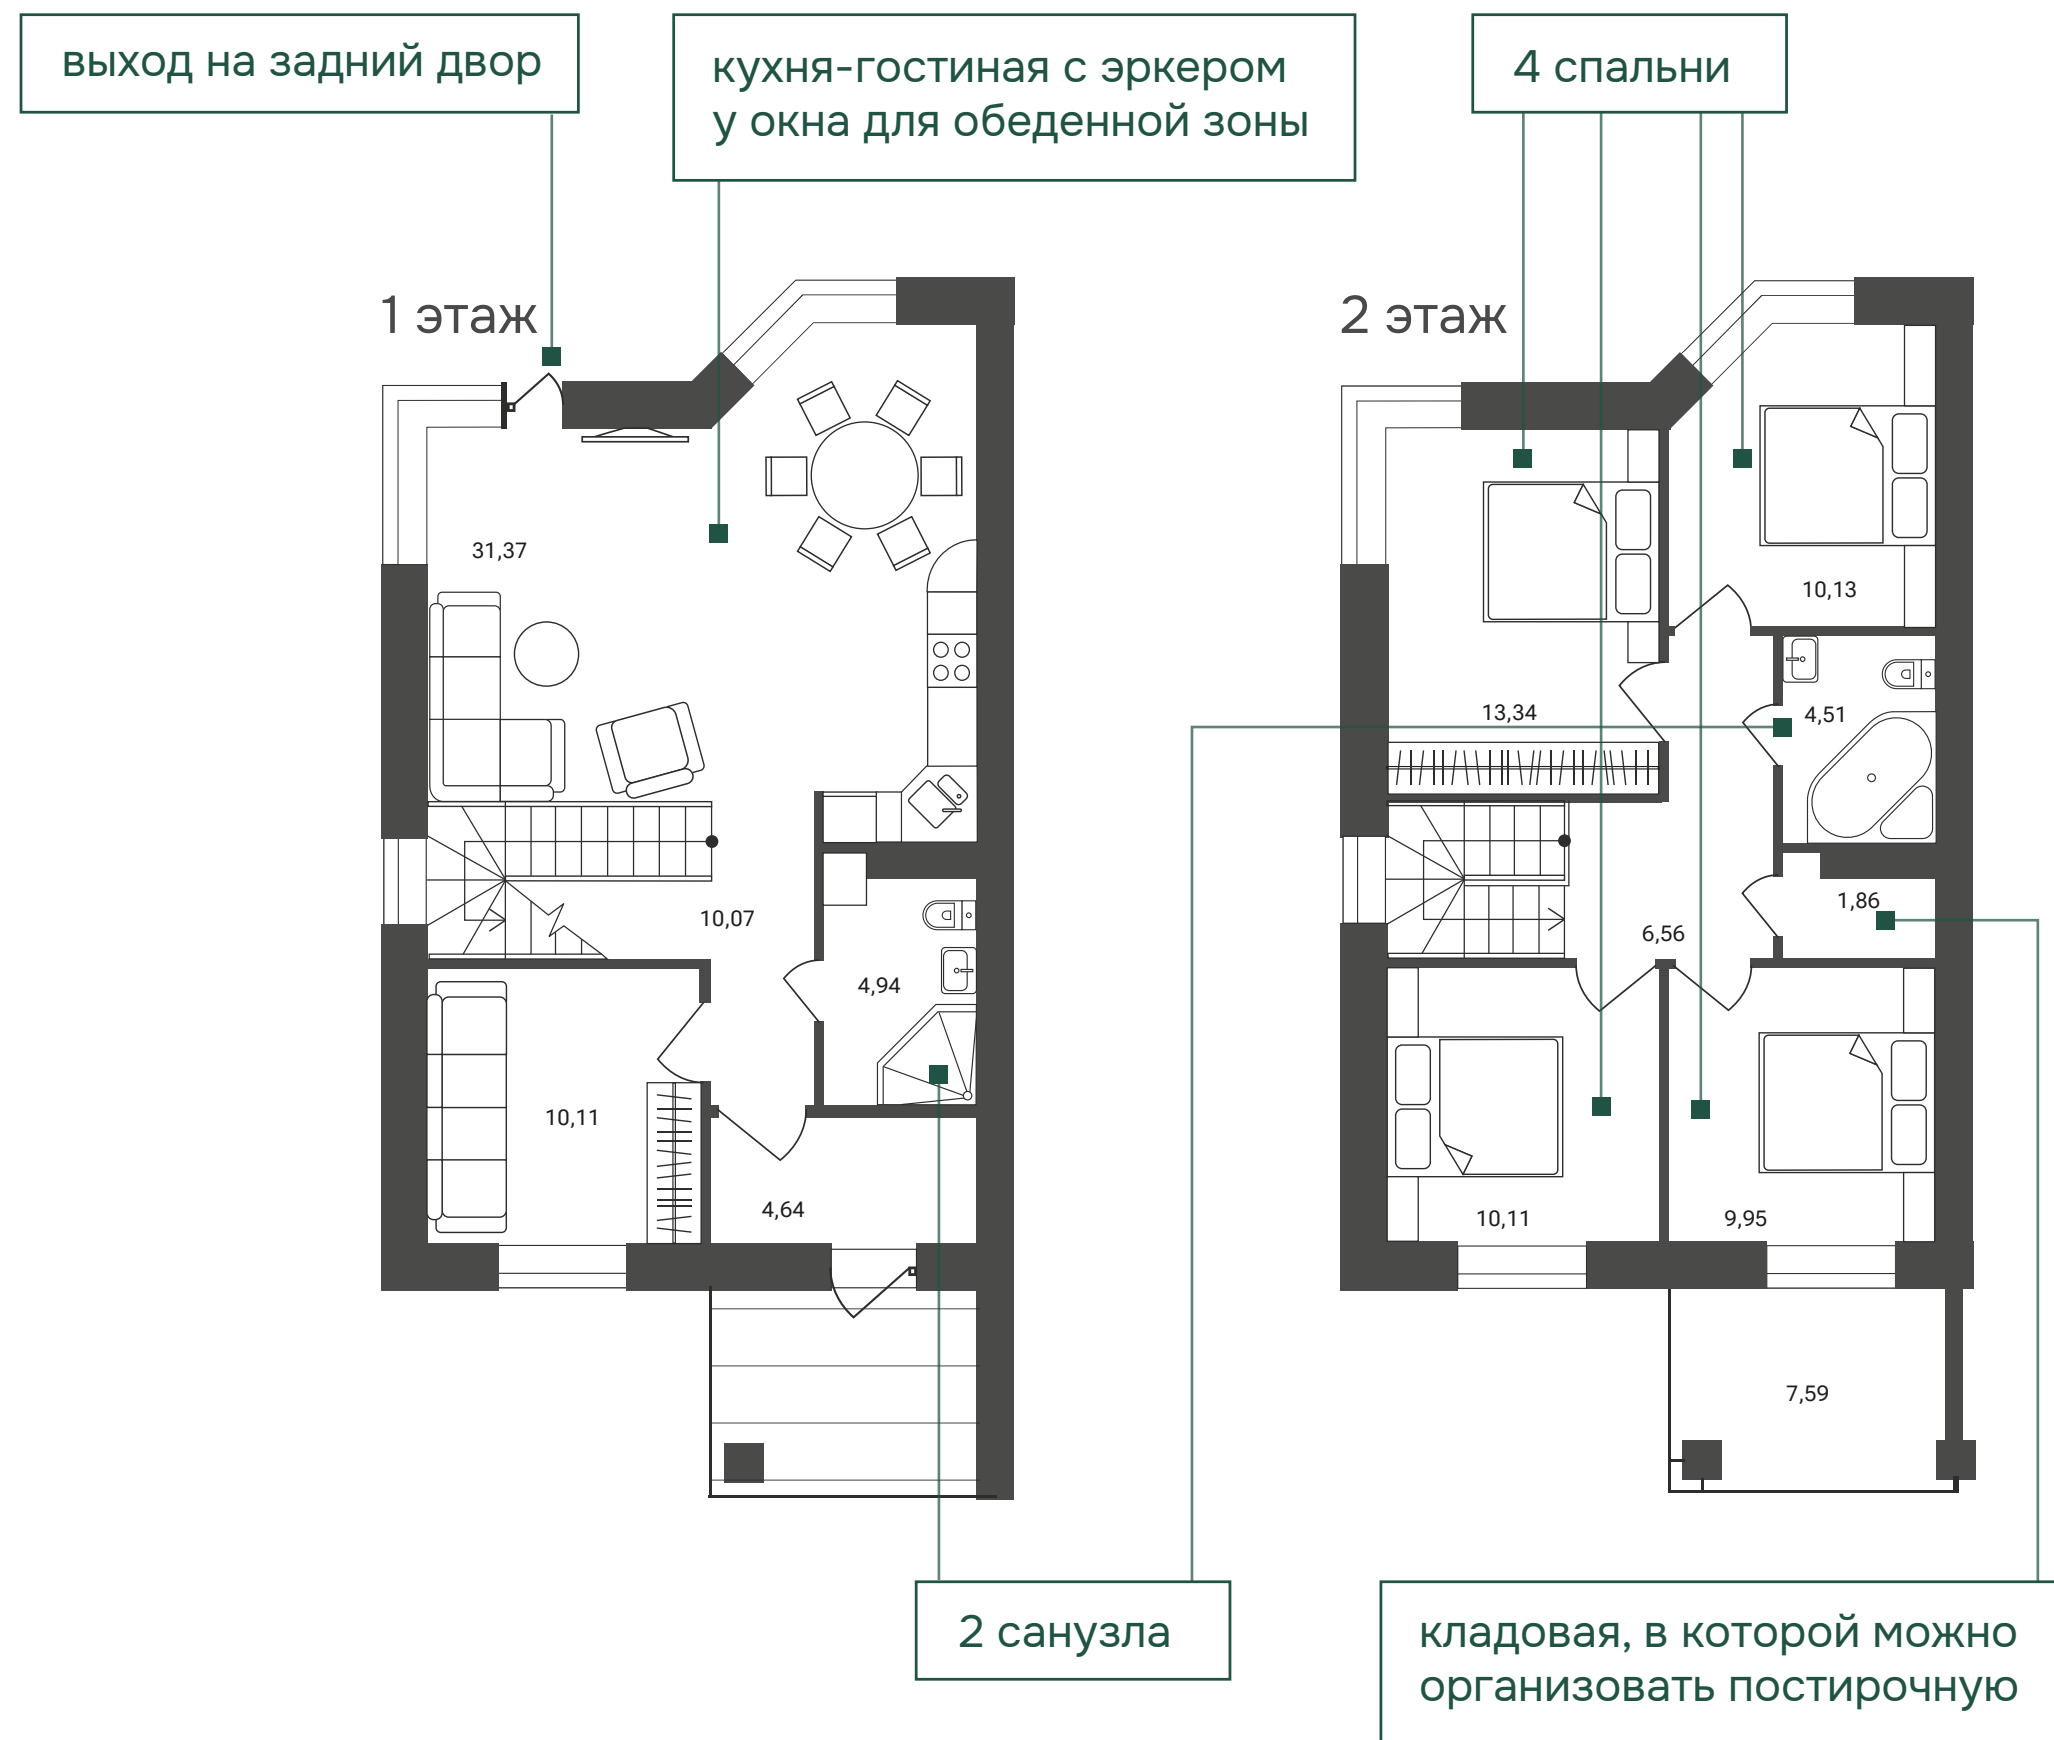 выход на задний двор
кухня-гостиная с эркером
у окна для обеденной зоны
4 спальни
1 этаж
31,37
10,07
4,94
10,11
4,64
2 этаж
10,13
13,34
4,51
1,86
6,56
10,11
9,95
7,59
2 санузла
кладовая, в которой можно
организовать постирочную